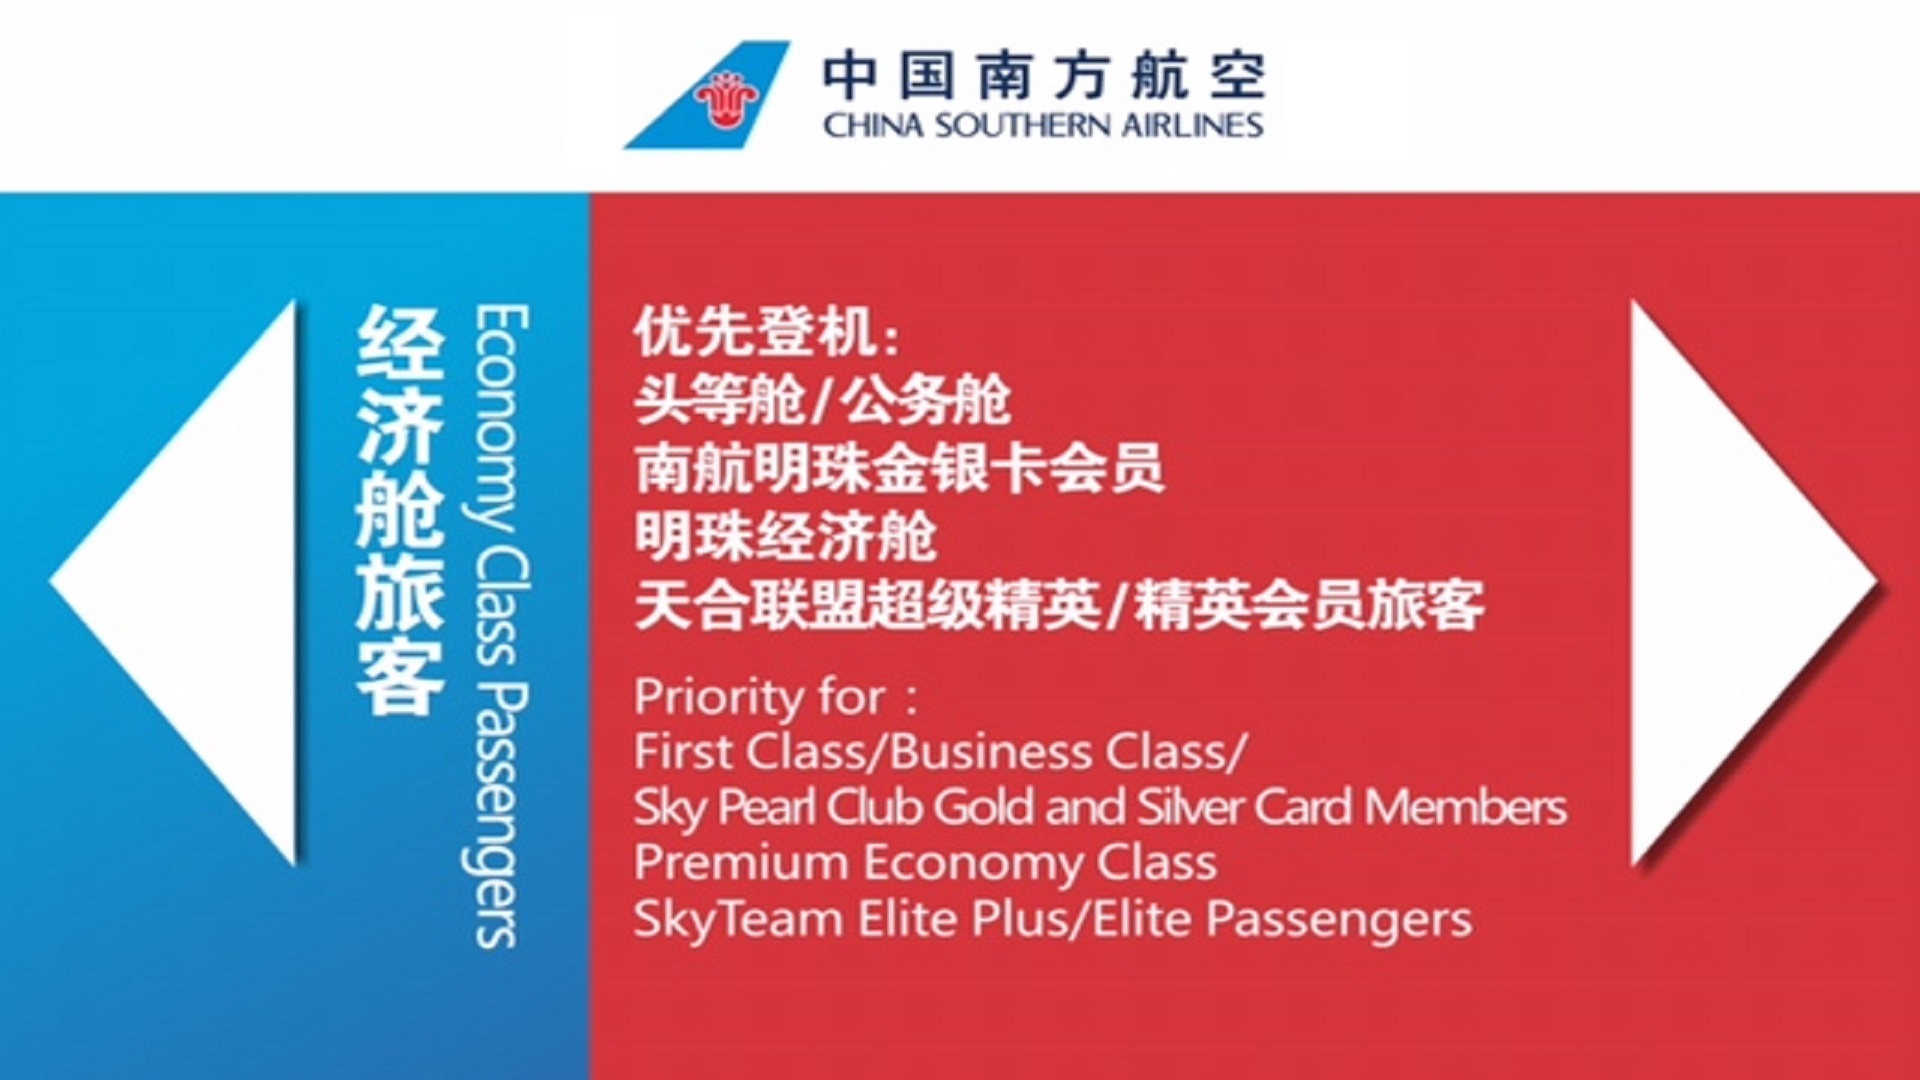 中国南方航空
CHINA SOUTHERN AIRLINES
经济舱旅客
Economy Class Passengers
优先登机：
头等舱/公务舱
南航明珠金银卡会员
明珠经济舱
天合联盟超级精英/精英会员旅客
Priority for：
First Class/Business Class/
Sky Pearl Club Gold and Silver Card Members
Premium Economy Class
SkyTeam Elite Plus/Elite Passengers